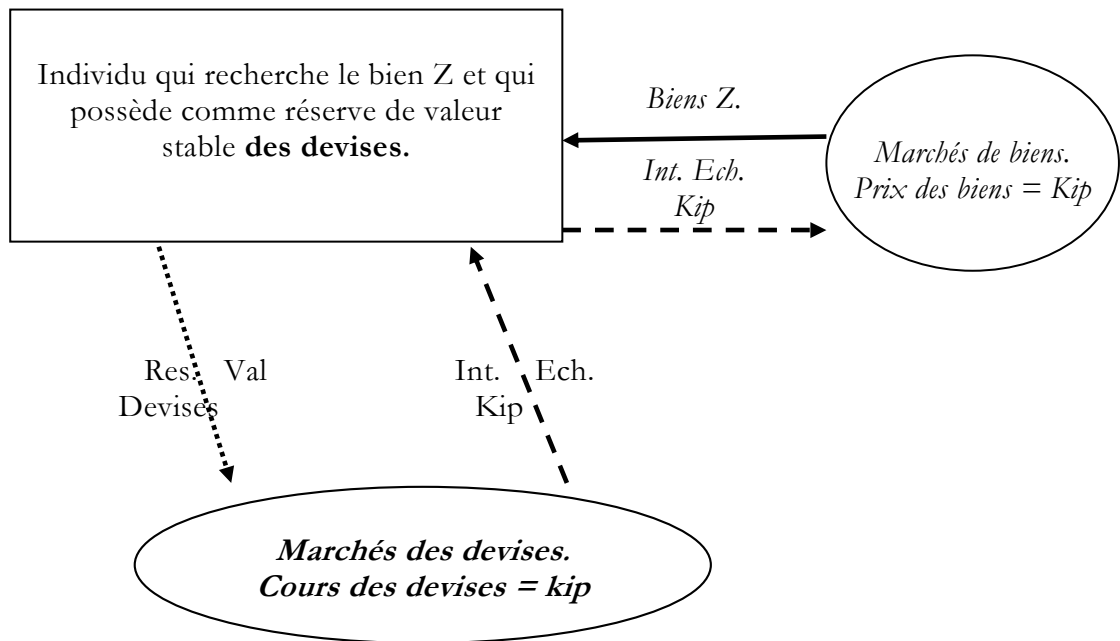 Individu qui recherche le bien Z et qui
possède comme réserve de valeur
stable des devises.
Biens Z.
Int. Ech.
Kip
Marchés de biens.
Prix des biens = Kip
Res. Val
Devises
Int. Ech.
Kip
Marchés des devises.
Cours des devises = kip